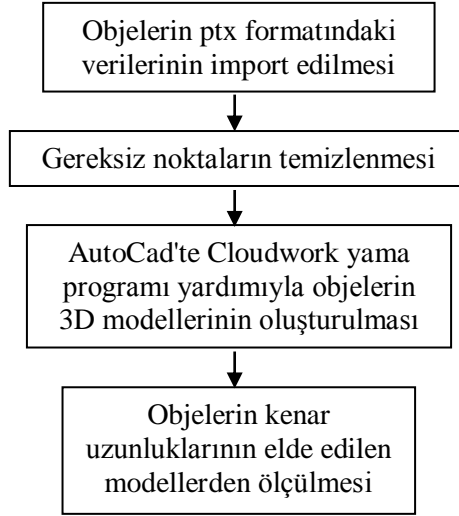 Objelerin ptx formatındaki
verilerinin import edilmesi
Gereksiz noktaların temizlenmesi
AutoCad'te Cloudwork yama
programı yardımıyla objelerin
3D modellerinin oluşturulması
Objelerin kenar
uzunluklarının elde edilen
modellerden ölçülmesi